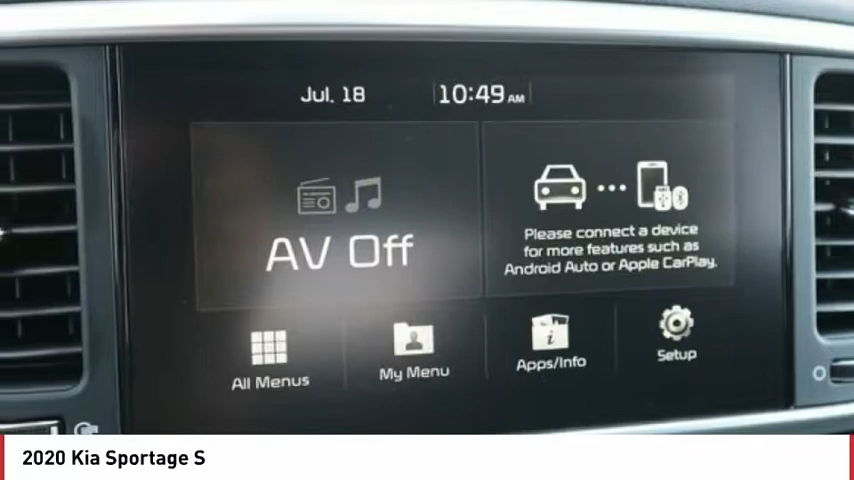 Jul. 18 10:49 AM
AV Off
Please connect a device
for more features such as
Android Auto or Apple CarPlay.
All Menus
My Menu
Apps/Info
Setup
2020 Kia Sportage S